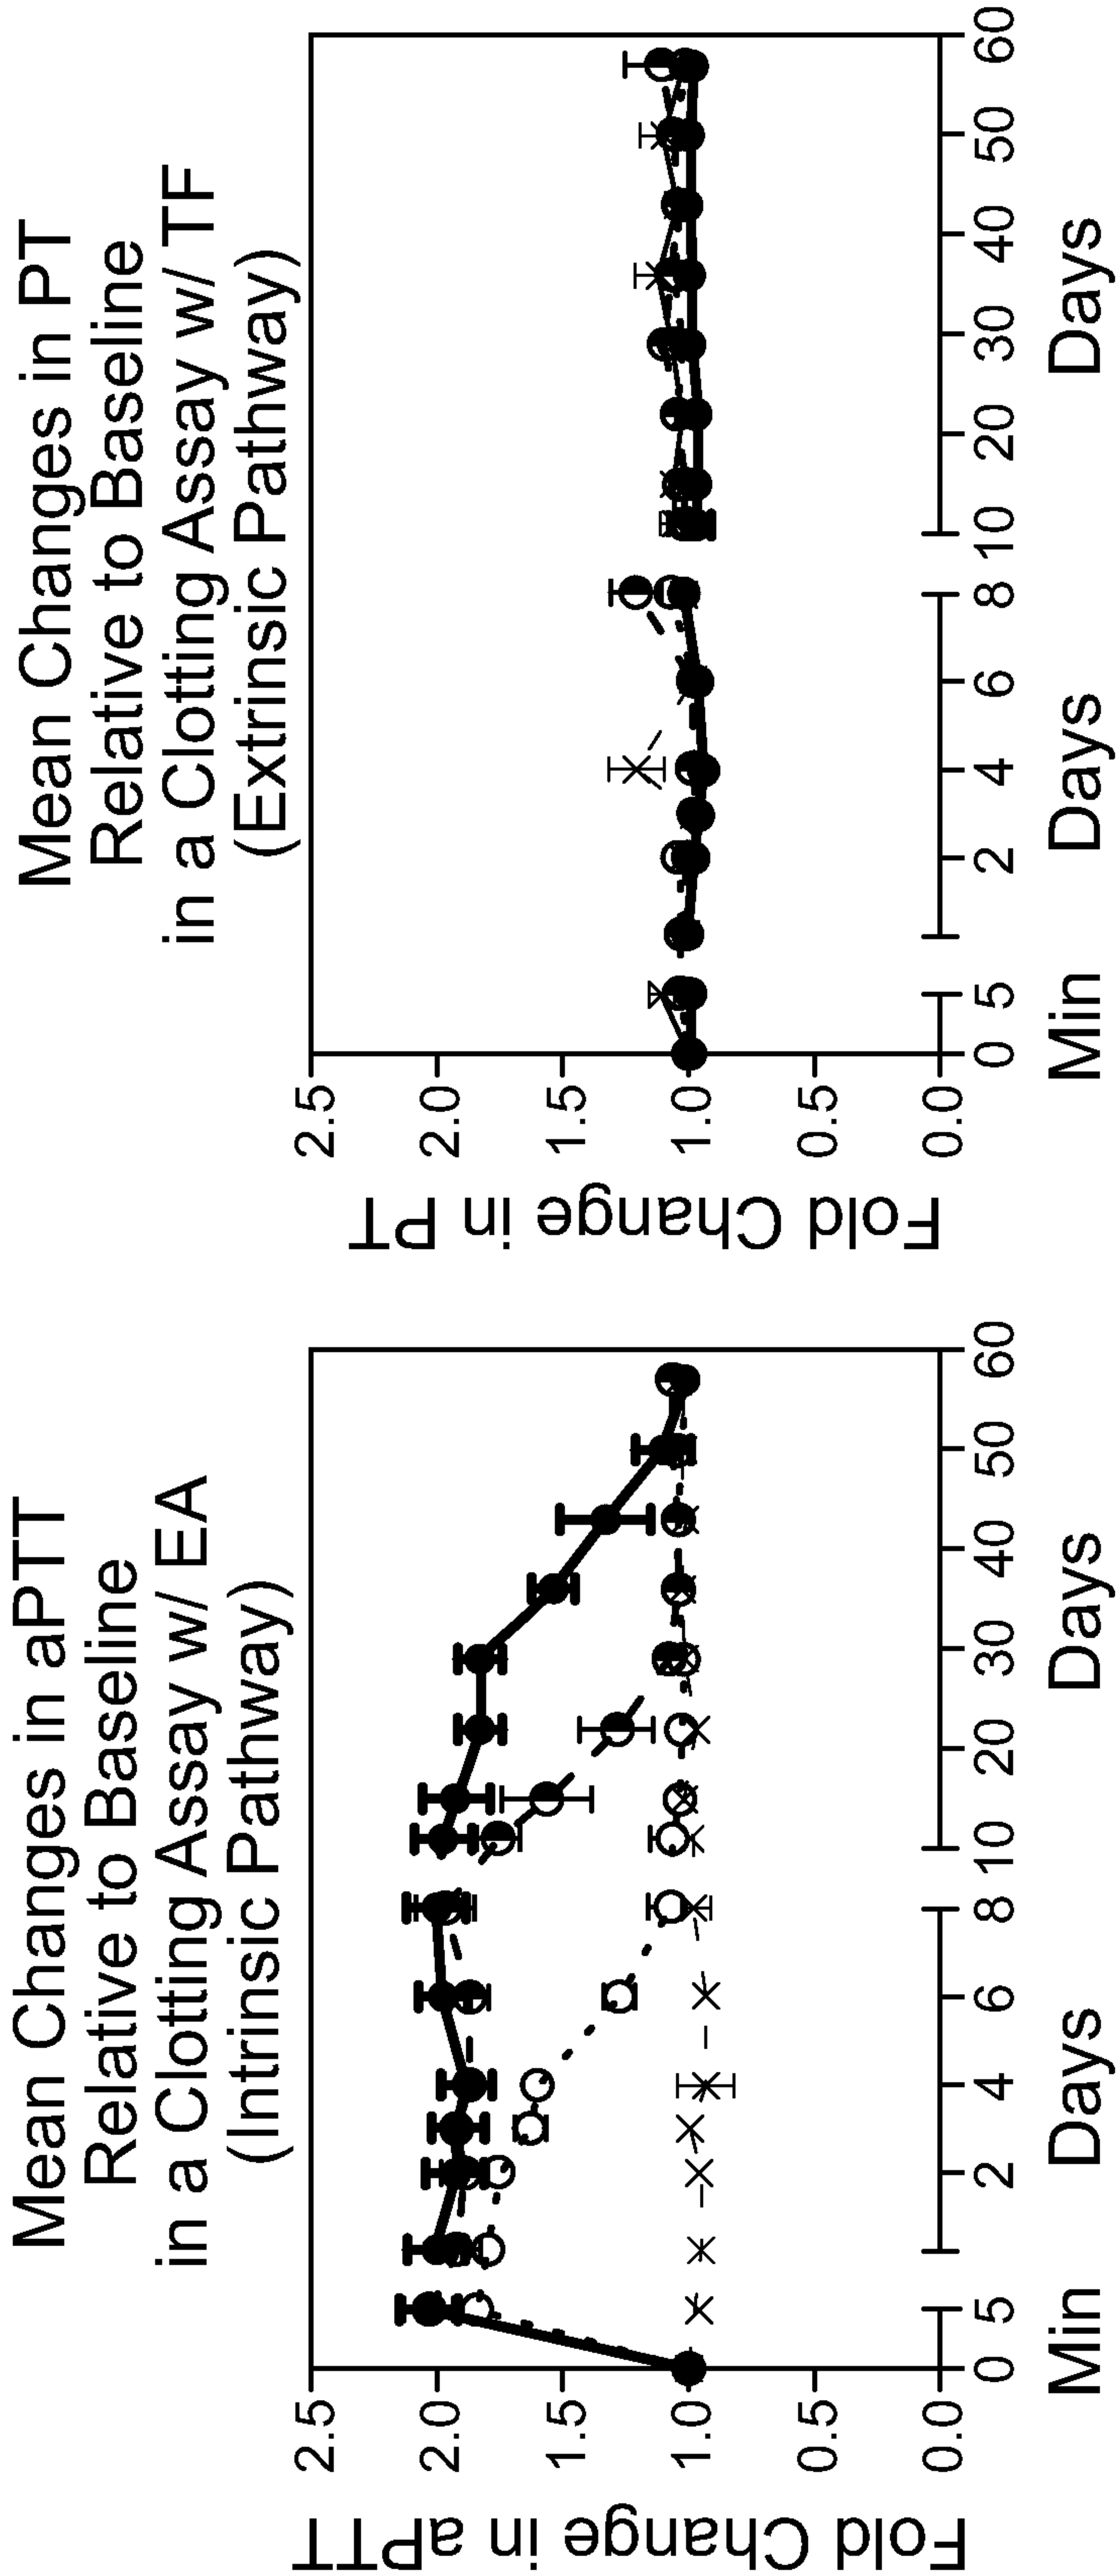 Mean Changes in aPTT
Relative to Baseline
in a Clotting Assay w/ EA
(Intrinsic Pathway)
Fold Change in aPTT
2.5
2.0
1.5
1.0
0.5
0.0
0 5 2 4 6 8 10 20 30 40 50 60
Min Days Days
Mean Changes in PT
Relative to Baseline
in a Clotting Assay w/ TF
(Extrinsic Pathway)
Fold Change in PT
2.5
2.0
1.5
1.0
0.5
0.0
0 5 2 4 6 8 10 20 30 40 50 60
Min Days Days